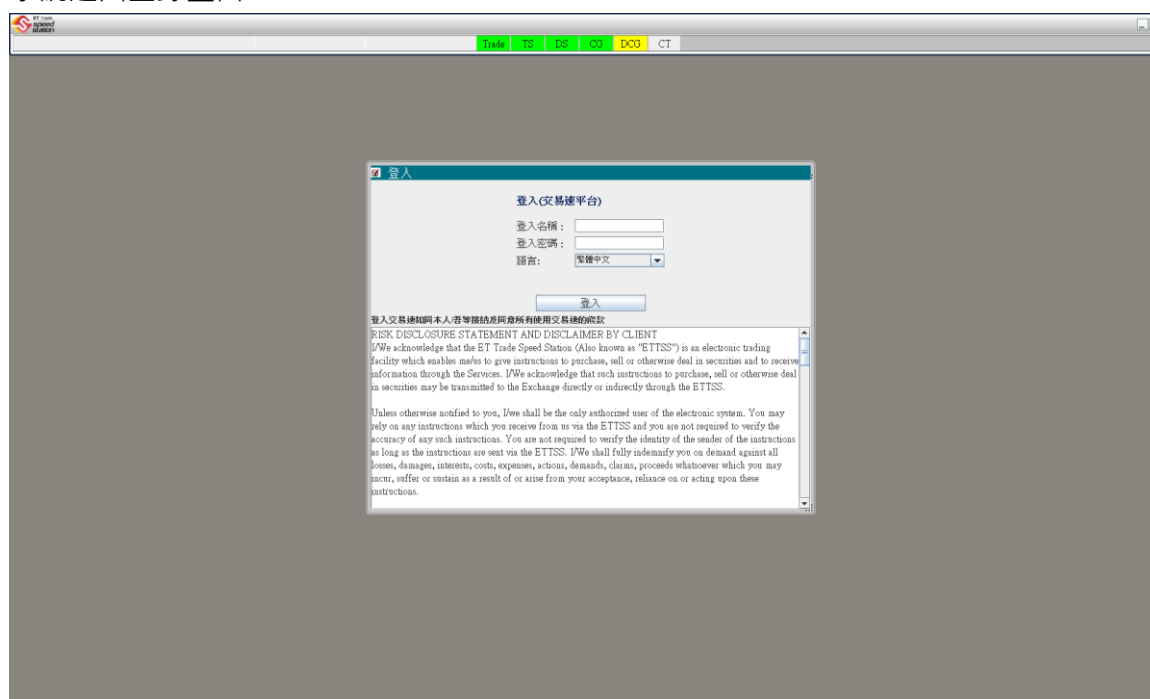 ET Trade
speed
station
Trade TS DS CG DCG CT
登入
登入(交易速平台)
登入名稱：
登入密碼：
語言: 繁體中文
登入
登入交易速如同本人/吾等接納及同意所有使用交易速的條款
RISK DISCLOSURE STATEMENT AND DISCLAIMER BY CLIENT
I/We acknowledge that the ET Trade Speed Station (Also known as "ETTSS") is an electronic trading
facility which enables me/us to give instructions to purchase, sell or otherwise deal in securities and to receive
information through the Services. I/We acknowledge that such instructions to purchase, sell or otherwise deal
in securities may be transmitted to the Exchange directly or indirectly through the ETTSS.
Unless otherwise notified to you, I/we shall be the only authorized user of the electronic system. You may
rely on any instructions which you receive from us via the ETTSS and you are not required to verify the
accuracy of any such instructions. You are not required to verify the identity of the sender of the instructions
as long as the instructions are sent via the ETTSS. I/We shall fully indemnify you on demand against all
losses, damages, interests, costs, expenses, actions, demands, claims, proceeds whatsoever which you may
incur, suffer or sustain as a result of or arise from your acceptance, reliance on or acting upon these
instructions.